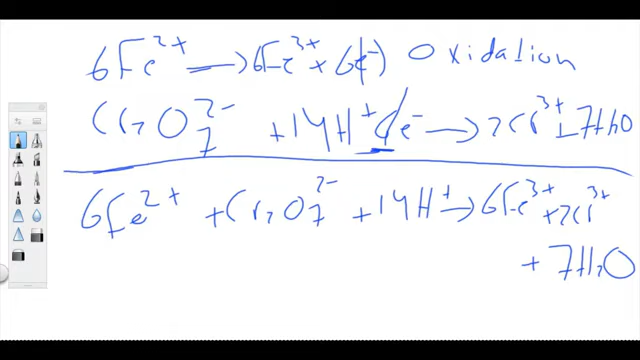 6Fe²⁺ → 6Fe³⁺ + 6e⁻) Oxidation
Cr₂O₇²⁻ + 14H⁺ 6e⁻ → 2Cr³⁺ + 7H₂O
6Fe²⁺ + Cr₂O₇²⁻ + 14H⁺ → 6Fe³⁺ + 2Cr³⁺
+ 7H₂O